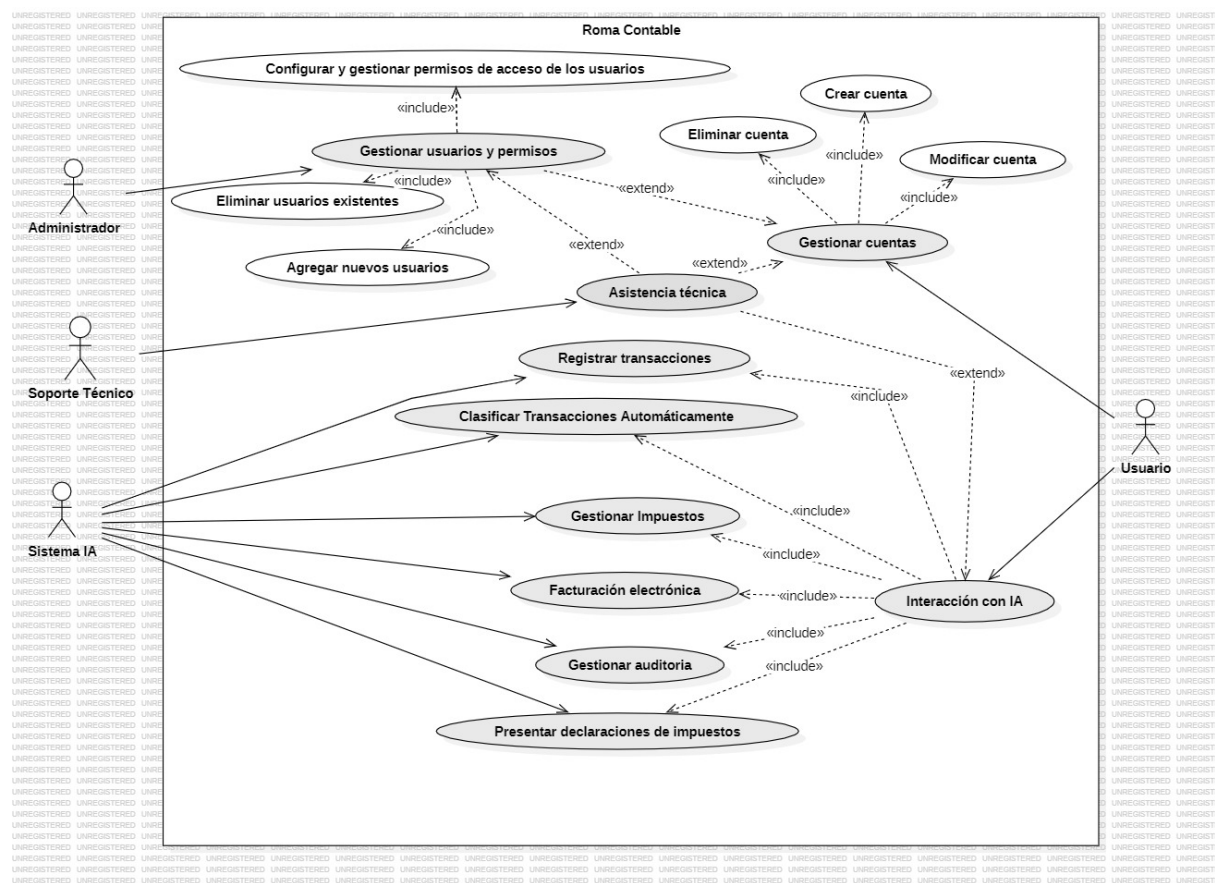 Roma Contable
Configurar y gestionar permisos de acceso de los usuarios
Crear cuenta
«include»
Eliminar cuenta
Gestionar usuarios y permisos
«include»
Modificar cuenta
«include»
«include»
«extend»
«include»
Eliminar usuarios existentes
Administrador
«include»
«extend»
Gestionar cuentas
Agregar nuevos usuarios
«extend»
Asistencia técnica
Registrar transacciones
«extend»
Soporte Técnico
«include»
Clasificar Transacciones Automáticamente
Usuario
Gestionar Impuestos
«include»
Sistema IA
«include»
Facturación electrónica
«include»
Interacción con IA
«include»
Gestionar auditoria
«include»
Presentar declaraciones de impuestos
UNREGISTERED